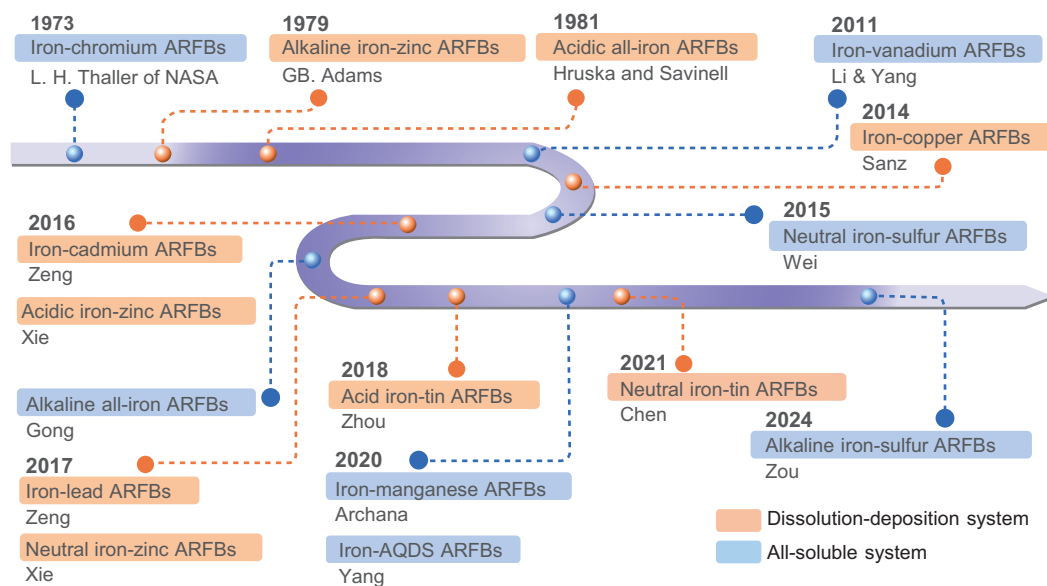 1973
Iron-chromium ARFBs
L. H. Thaller of NASA
1979
Alkaline iron-zinc ARFBs
GB. Adams
1981
Acidic all-iron ARFBs
Hruska and Savinell
2011
Iron-vanadium ARFBs
Li & Yang
2014
Iron-copper ARFBs
Sanz
2015
Neutral iron-sulfur ARFBs
Wei
2016
Iron-cadmium ARFBs
Zeng
Acidic iron-zinc ARFBs
Xie
Alkaline all-iron ARFBs
Gong
2017
Iron-lead ARFBs
Zeng
Neutral iron-zinc ARFBs
Xie
2018
Acid iron-tin ARFBs
Zhou
2020
Iron-manganese ARFBs
Archana
Iron-AQDS ARFBs
Yang
2021
Neutral iron-tin ARFBs
Chen
2024
Alkaline iron-sulfur ARFBs
Zou
Dissolution-deposition system
All-soluble system